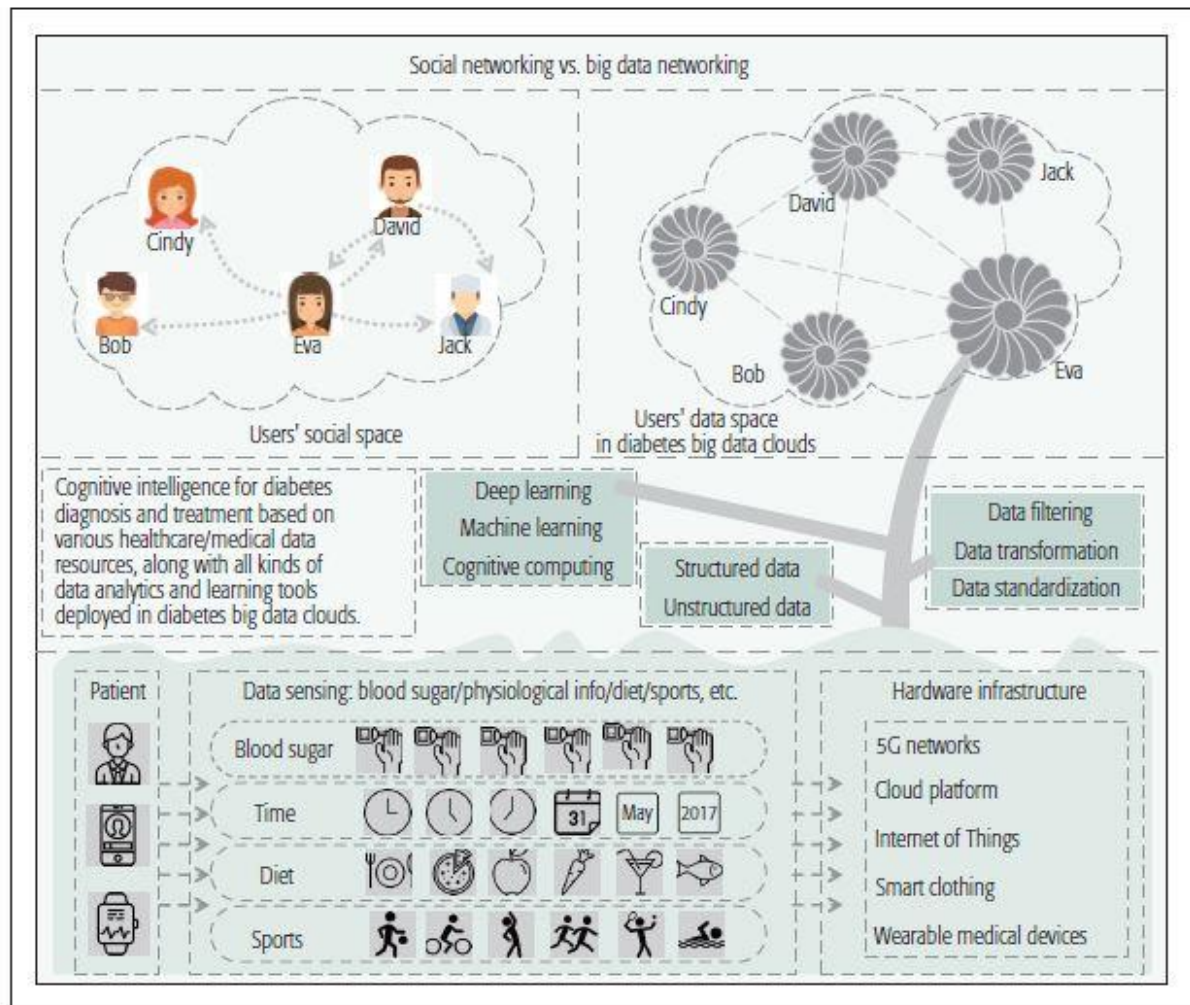 Social networking vs. big data networking
Cindy
David
Bob
Eva
Jack
Users' social space
David
Jack
Cindy
Bob
Eva
Users' data space
in diabetes big data clouds
Cognitive intelligence for diabetes
diagnosis and treatment based on
various healthcare/medical data
resources, along with all kinds of
data analytics and learning tools
deployed in diabetes big data clouds.
Deep learning
Machine learning
Cognitive computing
Structured data
Unstructured data
Data filtering
Data transformation
Data standardization
Patient
Data sensing: blood sugar/physiological info/diet/sports, etc.
Blood sugar
Time
31
May
2017
Diet
Sports
Hardware infrastructure
5G networks
Cloud platform
Internet of Things
Smart clothing
Wearable medical devices